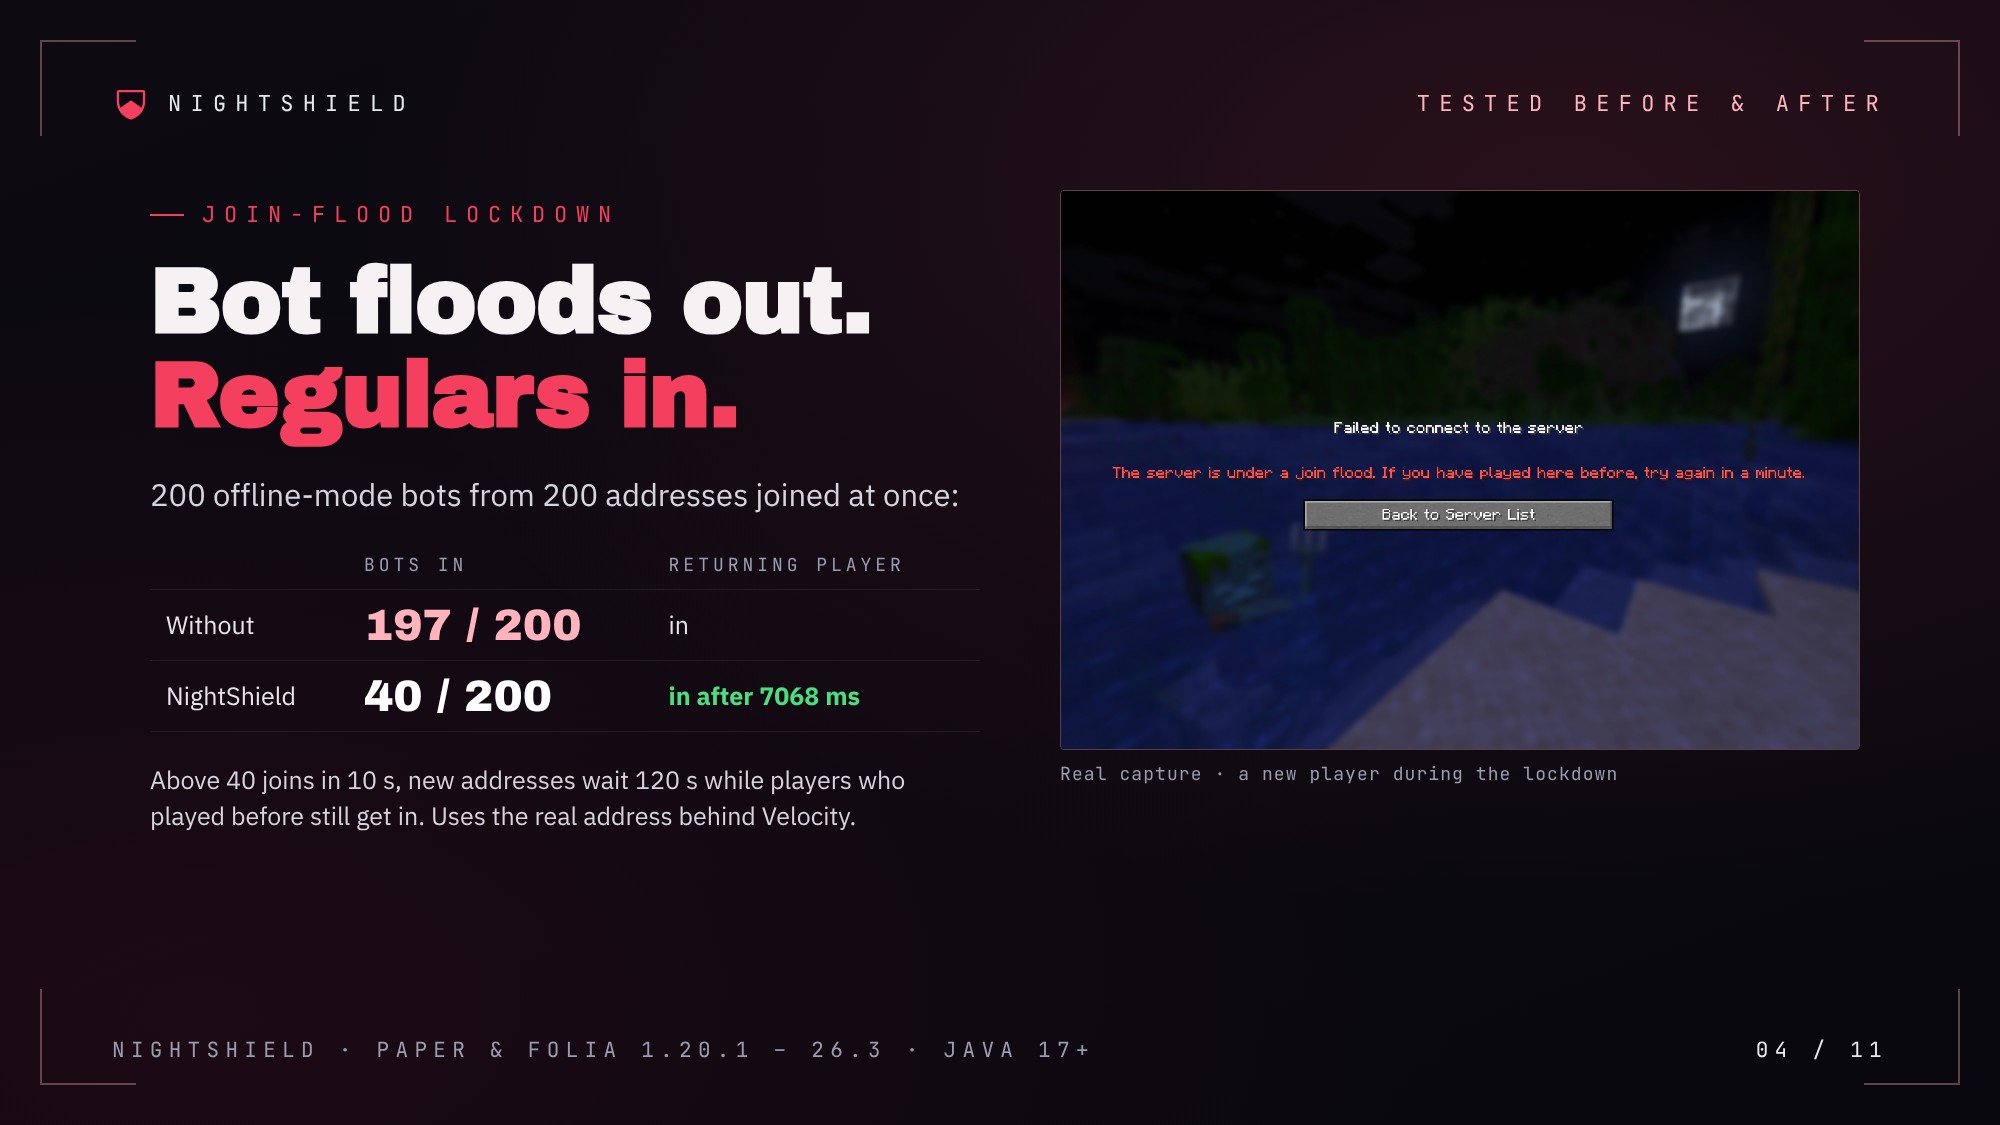 NIGHTSHIELD
TESTED BEFORE & AFTER
JOIN-FLOOD LOCKDOWN
Bot floods out.
Regulars in.
200 offline-mode bots from 200 addresses joined at once:
BOTS IN RETURNING PLAYER
Without 197 / 200 in
NightShield 40 / 200 in after 7068 ms
Above 40 joins in 10 s, new addresses wait 120 s while players who
played before still get in. Uses the real address behind Velocity.
Failed to connect to the server
The server is under a join flood. If you have played here before, try again in a minute.
Back to Server List
Real capture · a new player during the lockdown
NIGHTSHIELD · PAPER & FOLIA 1.20.1 – 26.3 · JAVA 17+
04 / 11